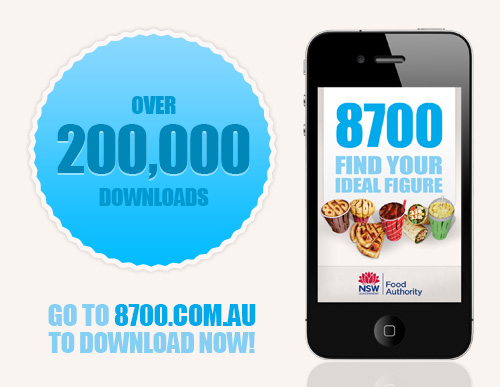 OVER
200,000
DOWNLOADS
GO TO 8700.COM.AU
TO DOWNLOAD NOW!
8700
FIND YOUR
IDEAL FIGURE
NSW
GOVERNMENT
Food
Authority